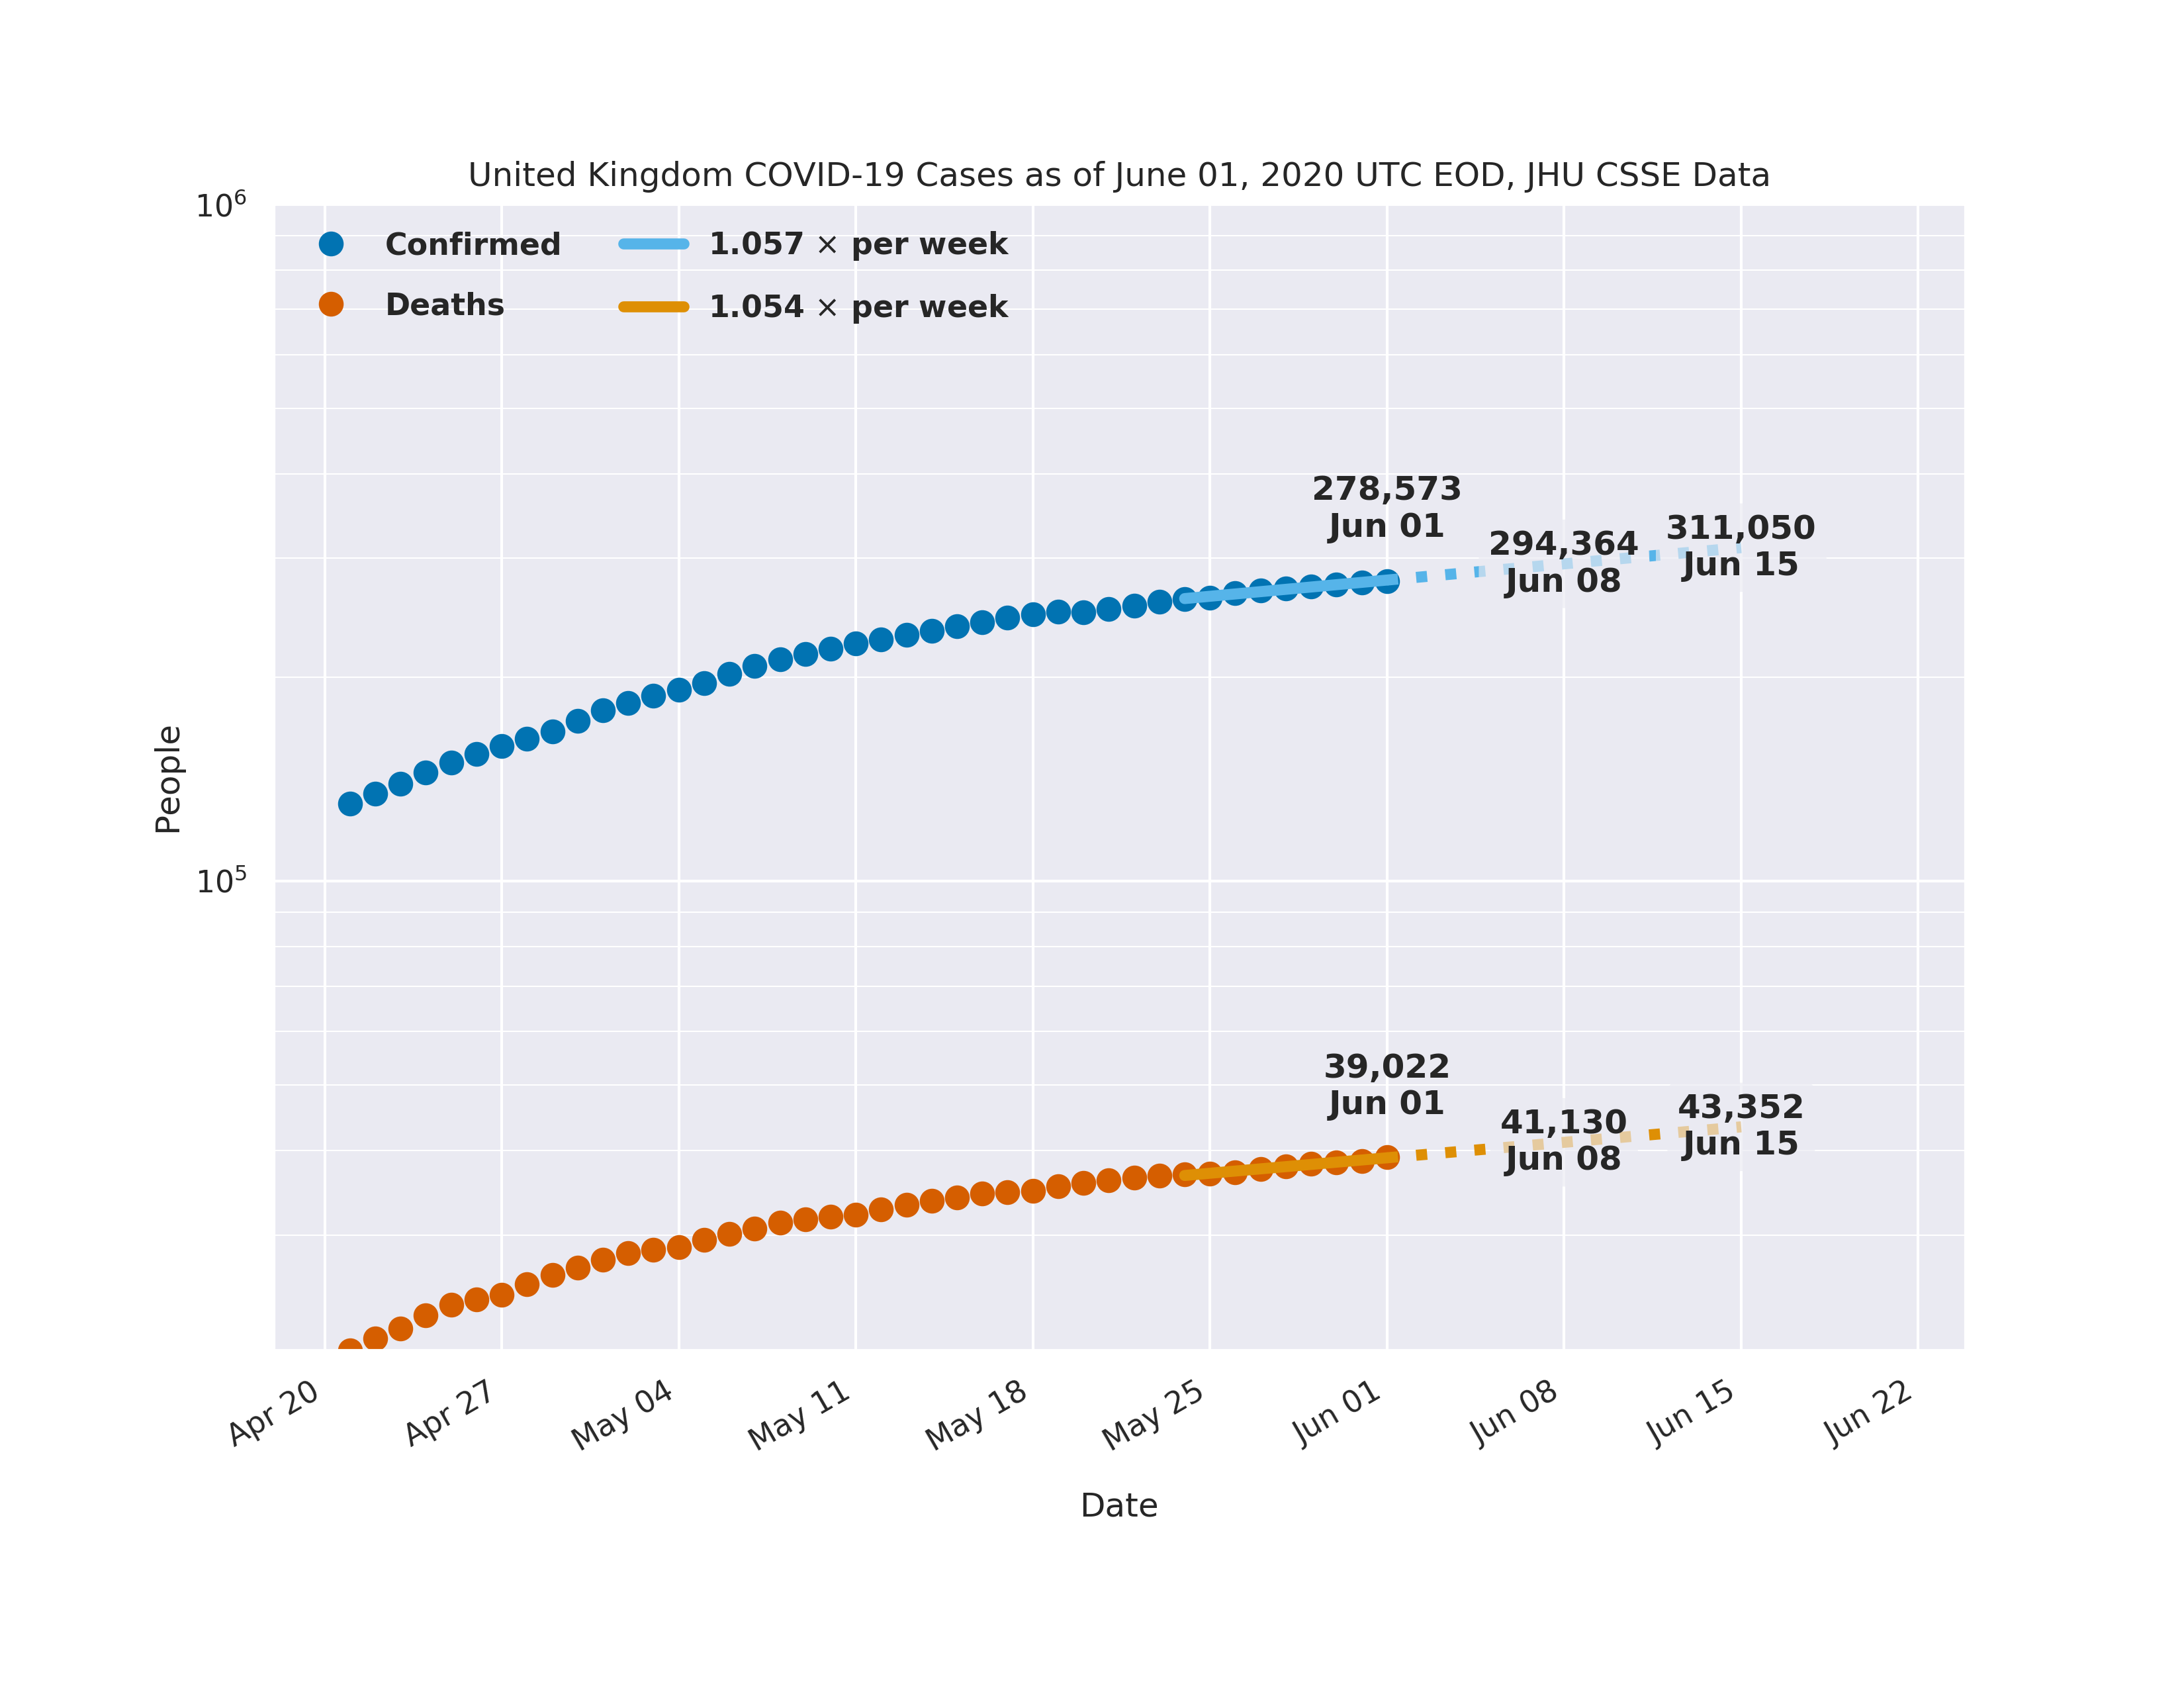 United Kingdom COVID-19 Cases as of June 01, 2020 UTC EOD, JHU CSSE Data
10⁶
Confirmed
1.057 × per week
Deaths
1.054 × per week
278,573
Jun 01
294,364
Jun 08
311,050
Jun 15
People
10⁵
39,022
Jun 01
41,130
Jun 08
43,352
Jun 15
Apr 20
Apr 27
May 04
May 11
May 18
May 25
Jun 01
Jun 08
Jun 15
Jun 22
Date